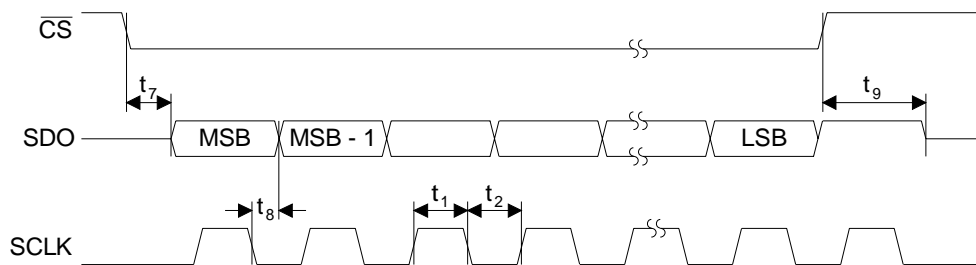 CS
t7
t9
SDO
MSB
MSB - 1
LSB
t8
t1
t2
SCLK